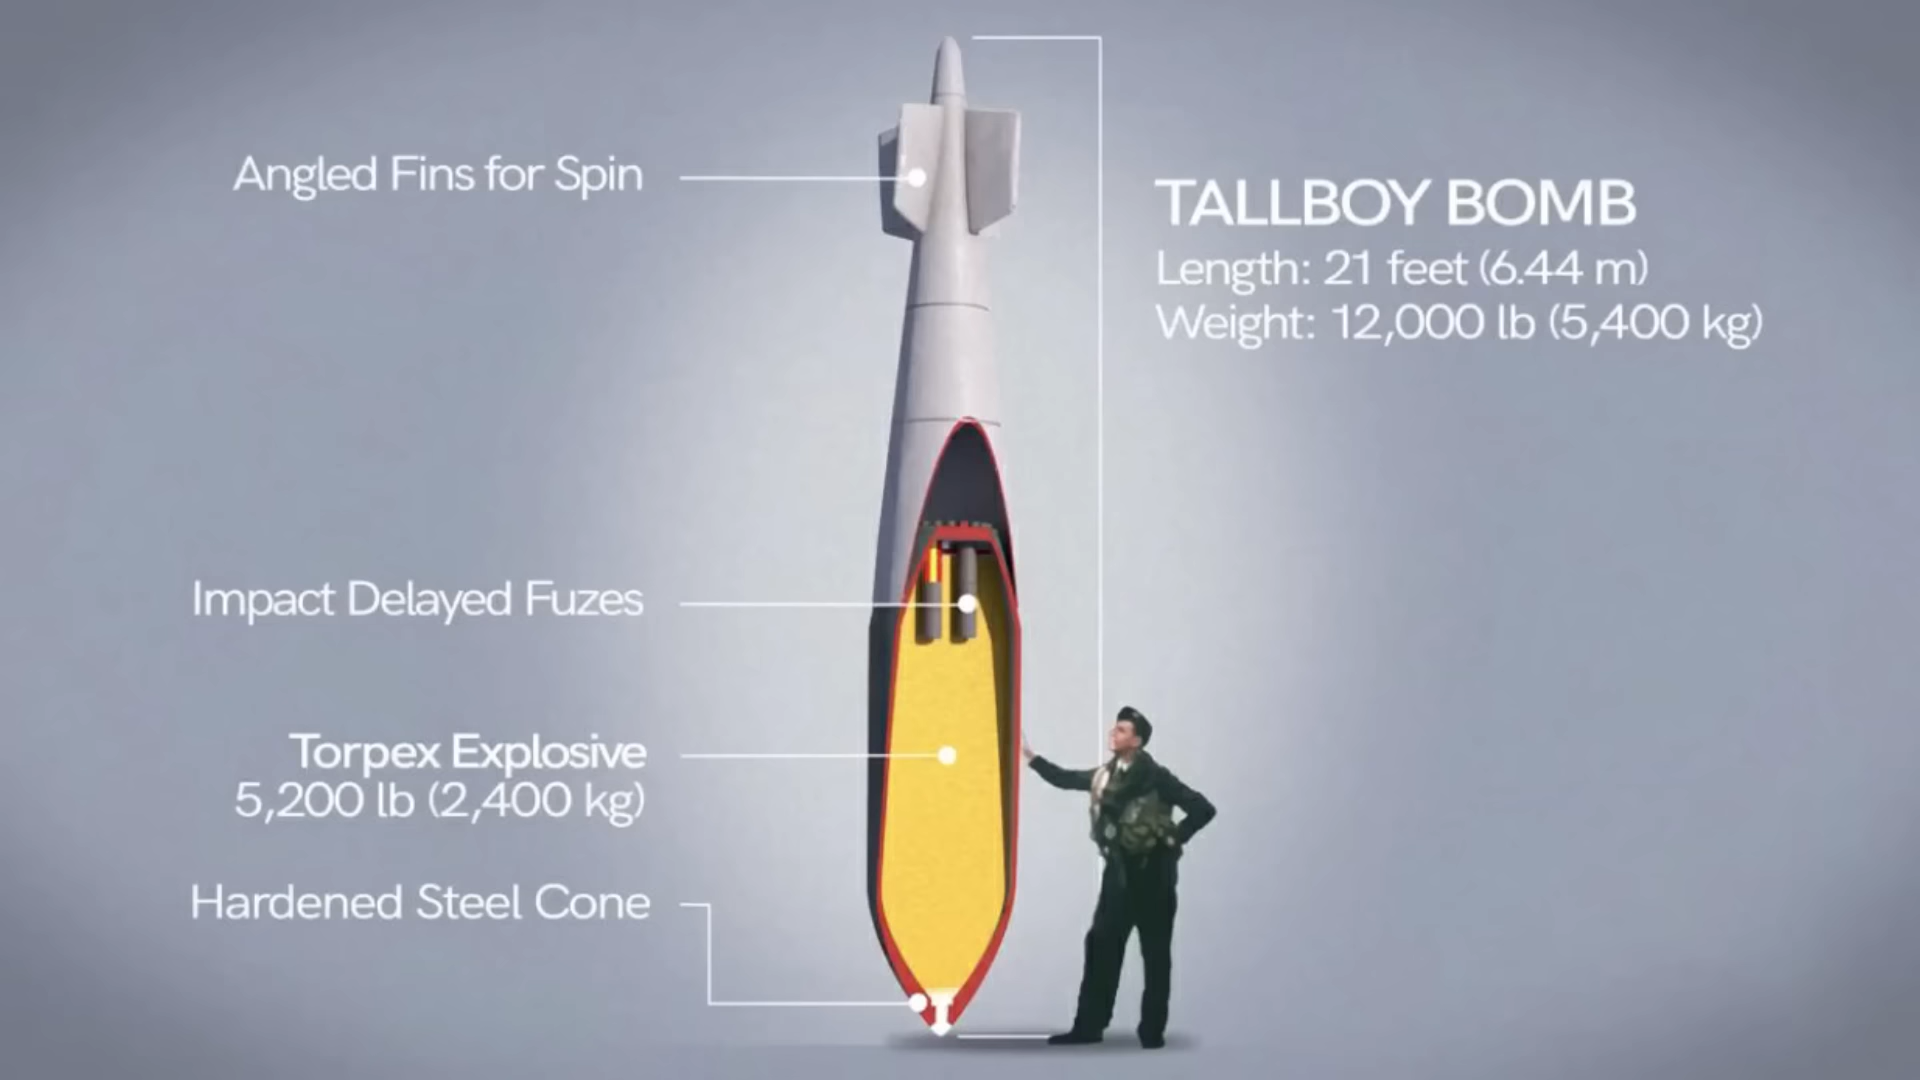 Angled Fins for Spin
TALLBOY BOMB
Length: 21 feet (6.44 m)
Weight: 12,000 lb (5,400 kg)
Impact Delayed Fuzes
Torpex Explosive
5,200 lb (2,400 kg)
Hardened Steel Cone